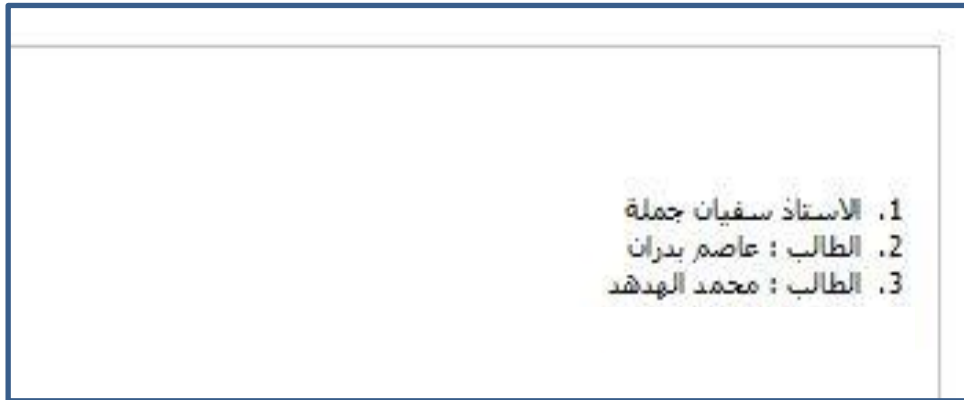 1. الاستاذ سفيان جملة
2. الطالب : عاصم بدران
3. الطالب : محمد الهدهد